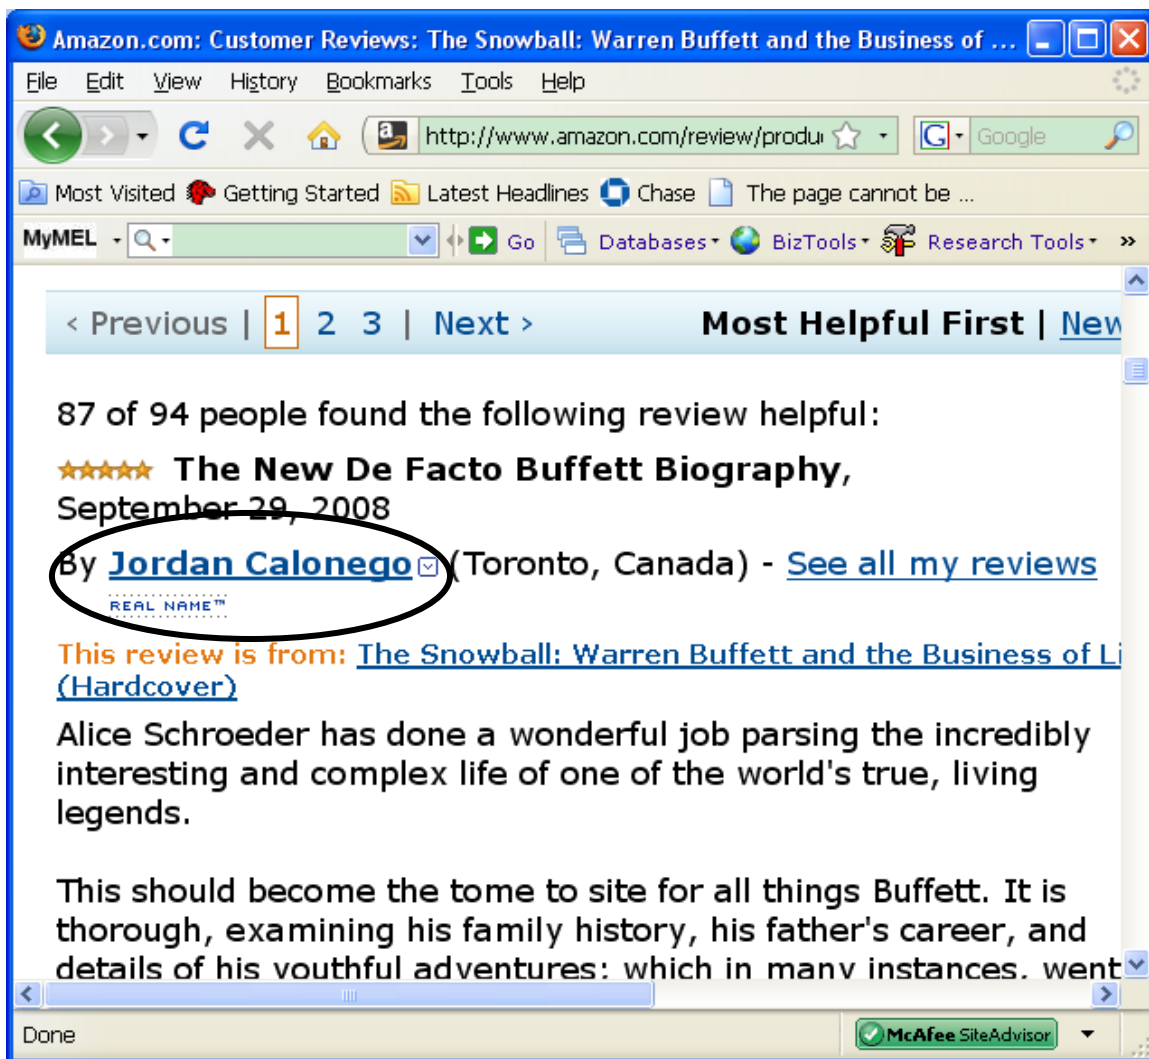 Amazon.com: Customer Reviews: The Snowball: Warren Buffett and the Business of ...
File Edit View History Bookmarks Tools Help
http://www.amazon.com/review/produ Google
Most Visited Getting Started Latest Headlines Chase The page cannot be ...
MyMEL Go Databases BizTools Research Tools »
‹ Previous | 1 2 3 | Next › Most Helpful First | New
87 of 94 people found the following review helpful:
The New De Facto Buffett Biography,
September 29, 2008
By Jordan Calonego (Toronto, Canada) - See all my reviews
REAL NAME™
This review is from: The Snowball: Warren Buffett and the Business of Li
(Hardcover)
Alice Schroeder has done a wonderful job parsing the incredibly
interesting and complex life of one of the world's true, living
legends.
This should become the tome to site for all things Buffett. It is
thorough, examining his family history, his father's career, and
details of his youthful adventures; which in many instances, went
Done McAfee SiteAdvisor